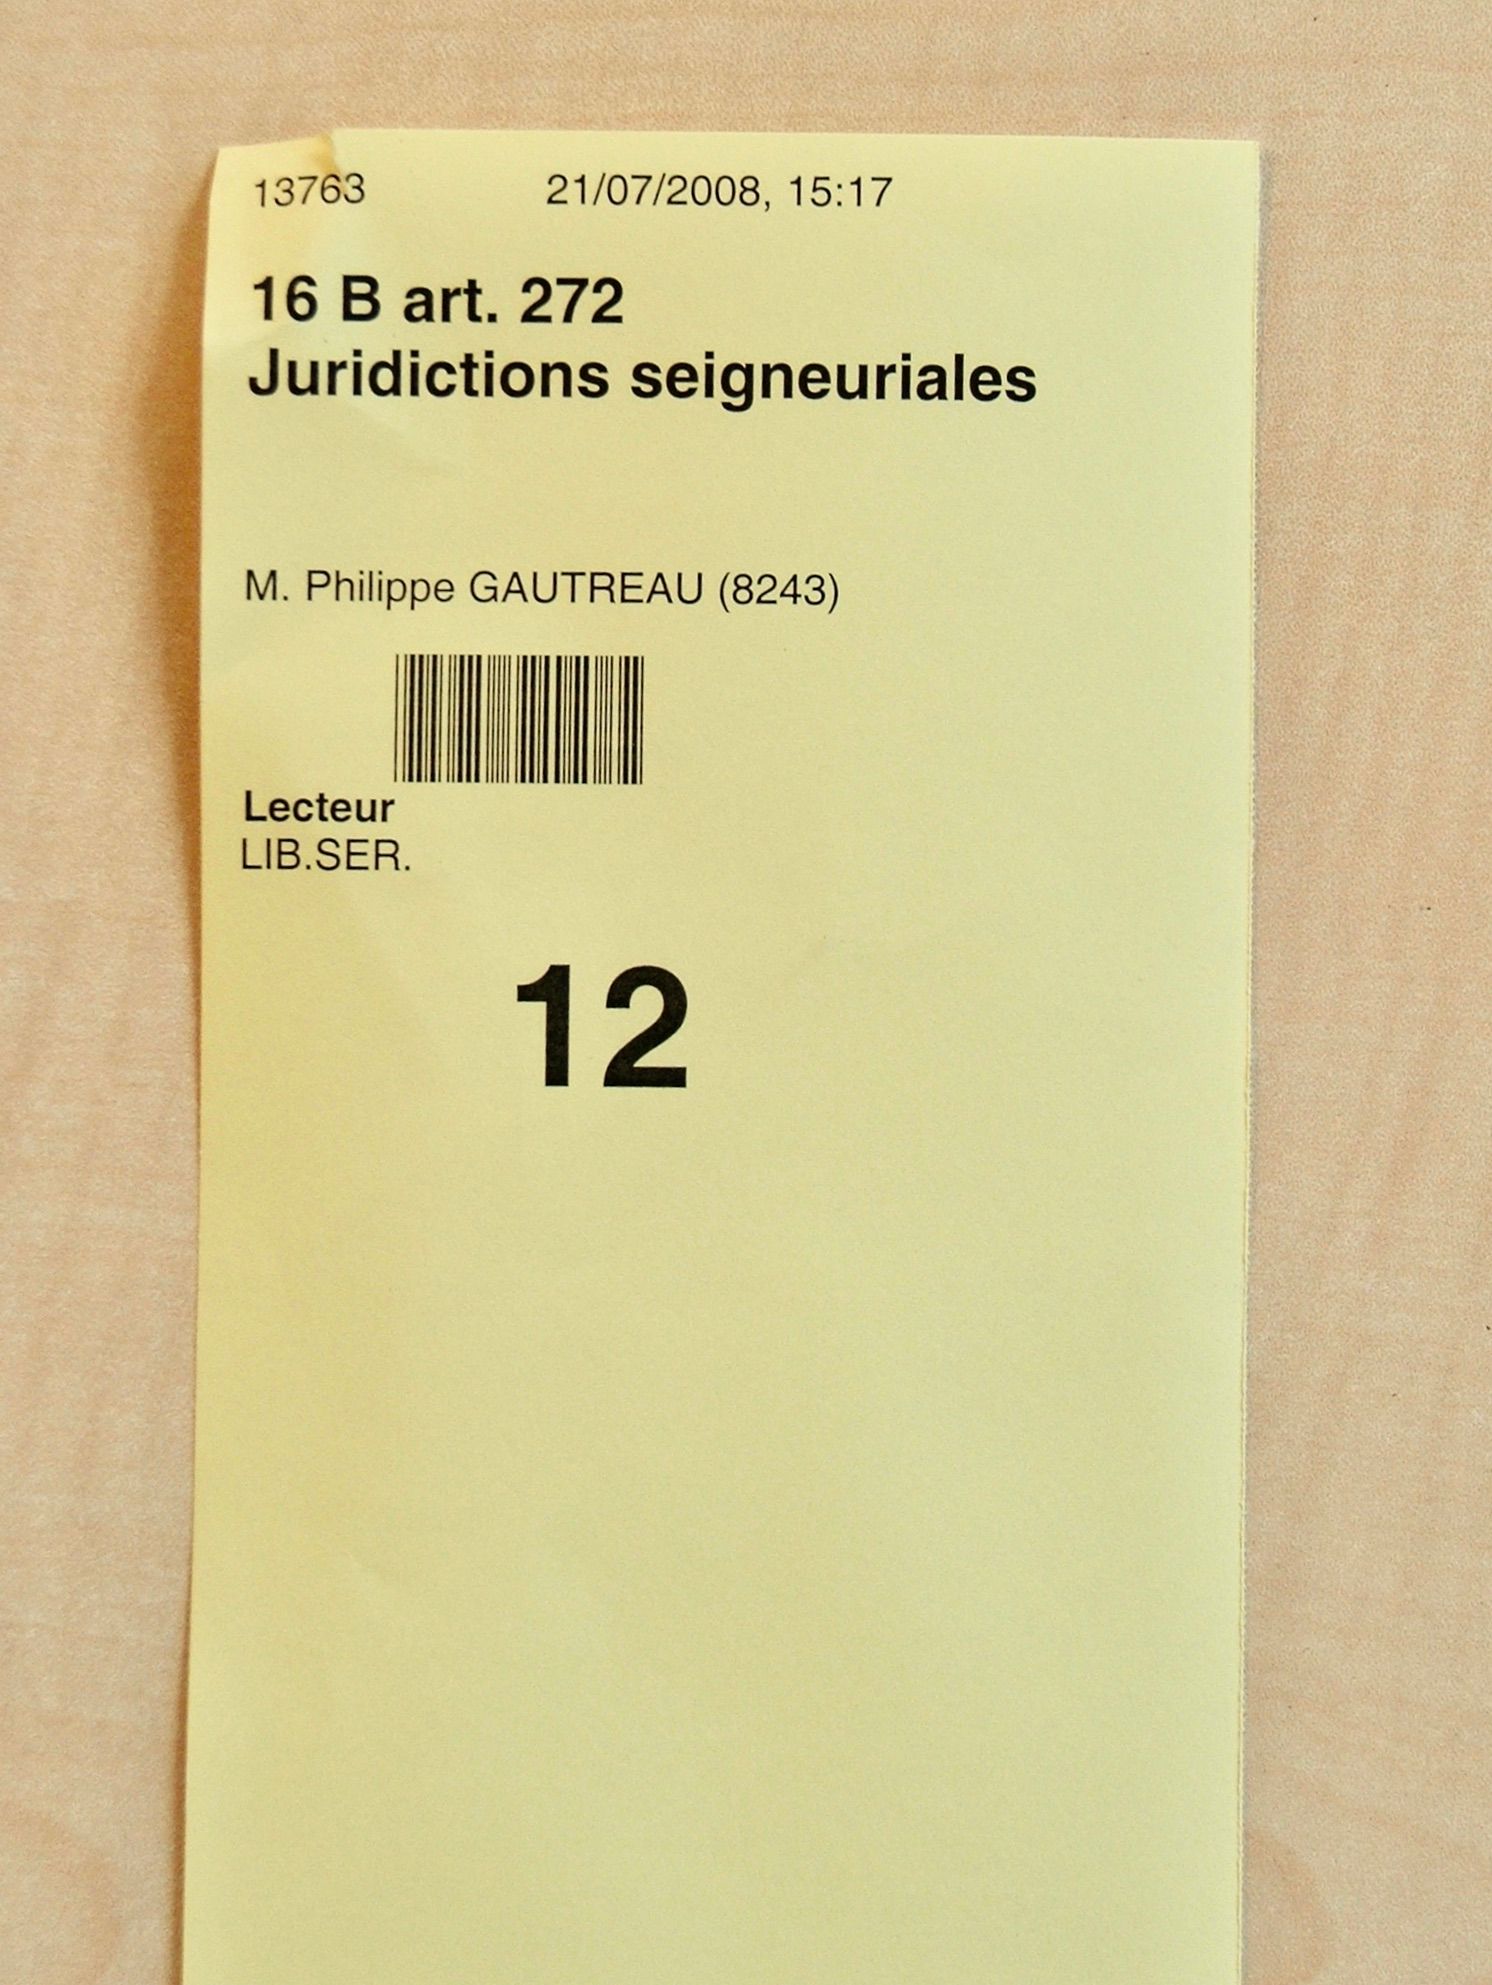 13763 21/07/2008, 15:17
16 B art. 272
Juridictions seigneuriales
M. Philippe GAUTREAU (8243)
Lecteur
LIB.SER.
12